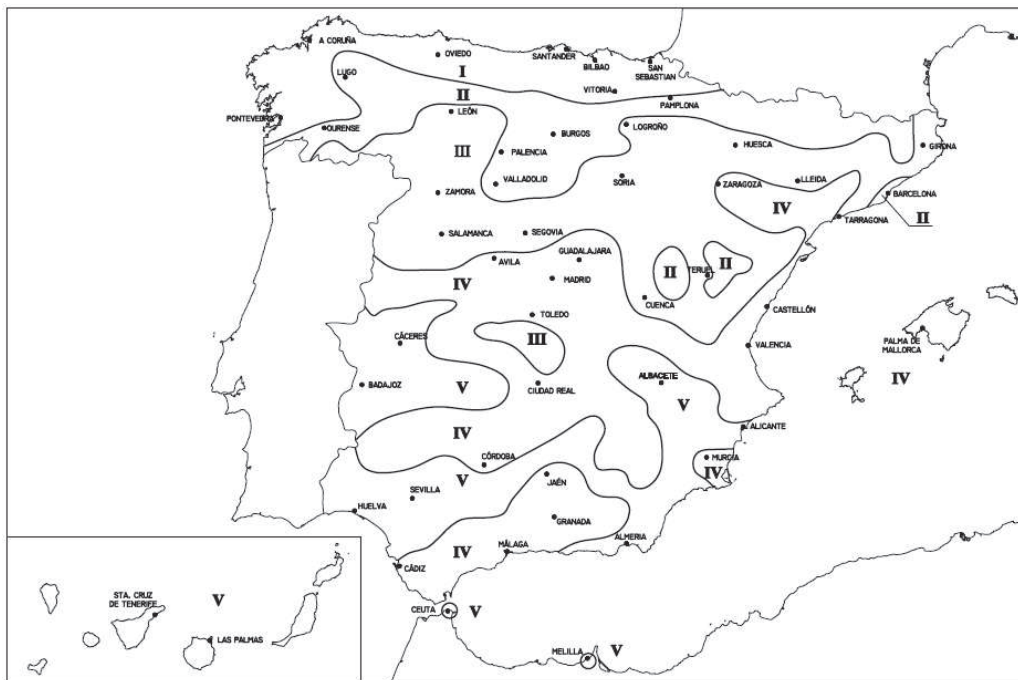 A CORUÑA
OVIEDO
SANTANDER
BILBAO
SAN
SEBASTIAN
LUGO
I
VITORIA
PAMPLONA
II
LEÓN
PONTEVEDRA
OURENSE
BURGOS
LOGROÑO
HUESCA
GIRONA
III
PALENCIA
VALLADOLID
SORIA
ZARAGOZA
LLEIDA
ZAMORA
BARCELONA
IV
TARRAGONA
II
SALAMANCA
SEGOVIA
GUADALAJARA
AVILA
IV
MADRID
II
TERUEL
II
CUENCA
TOLEDO
CASTELLÓN
CÁCERES
III
VALENCIA
PALMA DE
MALLORCA
IV
BADAJOZ
V
CIUDAD REAL
ALBACETE
V
IV
ALICANTE
CÓRDOBA
MURCIA
IV
V
JAÉN
SEVILLA
HUELVA
GRANADA
IV
MÁLAGA
ALMERIA
CÁDIZ
STA. CRUZ
DE TENERIFE
V
LAS PALMAS
CEUTA
V
MELILLA
V